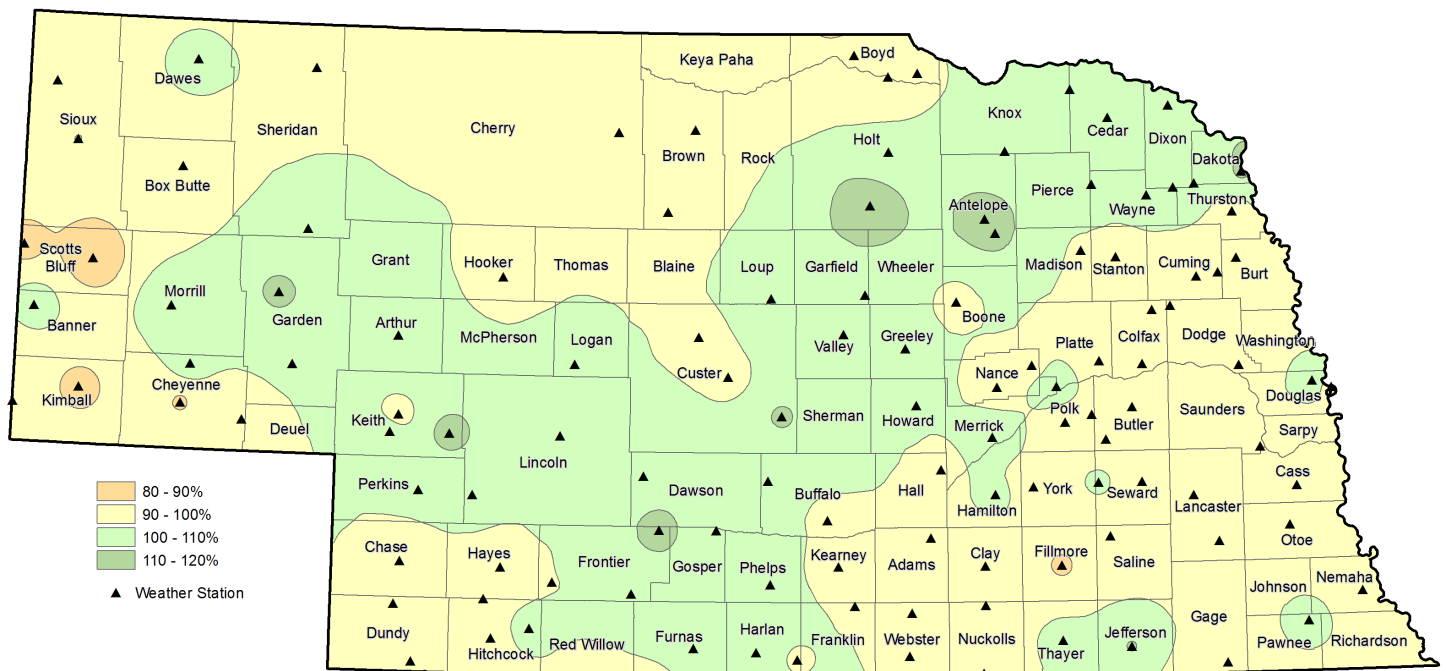 Keya Paha
Boyd
Dawes
Knox
Sioux
Sheridan
Cherry
Brown
Rock
Holt
Cedar
Dixon
Dakota
Box Butte
Pierce
Antelope
Wayne
Thurston
Scotts
Bluff
Grant
Hooker
Thomas
Blaine
Loup
Garfield
Wheeler
Madison
Stanton
Cuming
Burt
Morrill
Banner
Garden
Arthur
McPherson
Logan
Custer
Valley
Greeley
Boone
Platte
Colfax
Dodge
Washington
Nance
Kimball
Cheyenne
Deuel
Keith
Sherman
Howard
Merrick
Polk
Butler
Saunders
Douglas
Sarpy
Lincoln
Perkins
Dawson
Buffalo
Hall
Hamilton
York
Seward
Lancaster
Cass
Otoe
Chase
Hayes
Frontier
Gosper
Phelps
Kearney
Adams
Clay
Fillmore
Saline
Johnson
Nemaha
Dundy
Hitchcock
Red Willow
Furnas
Harlan
Franklin
Webster
Nuckolls
Thayer
Jefferson
Gage
Pawnee
Richardson
80 - 90%
90 - 100%
100 - 110%
110 - 120%
Weather Station